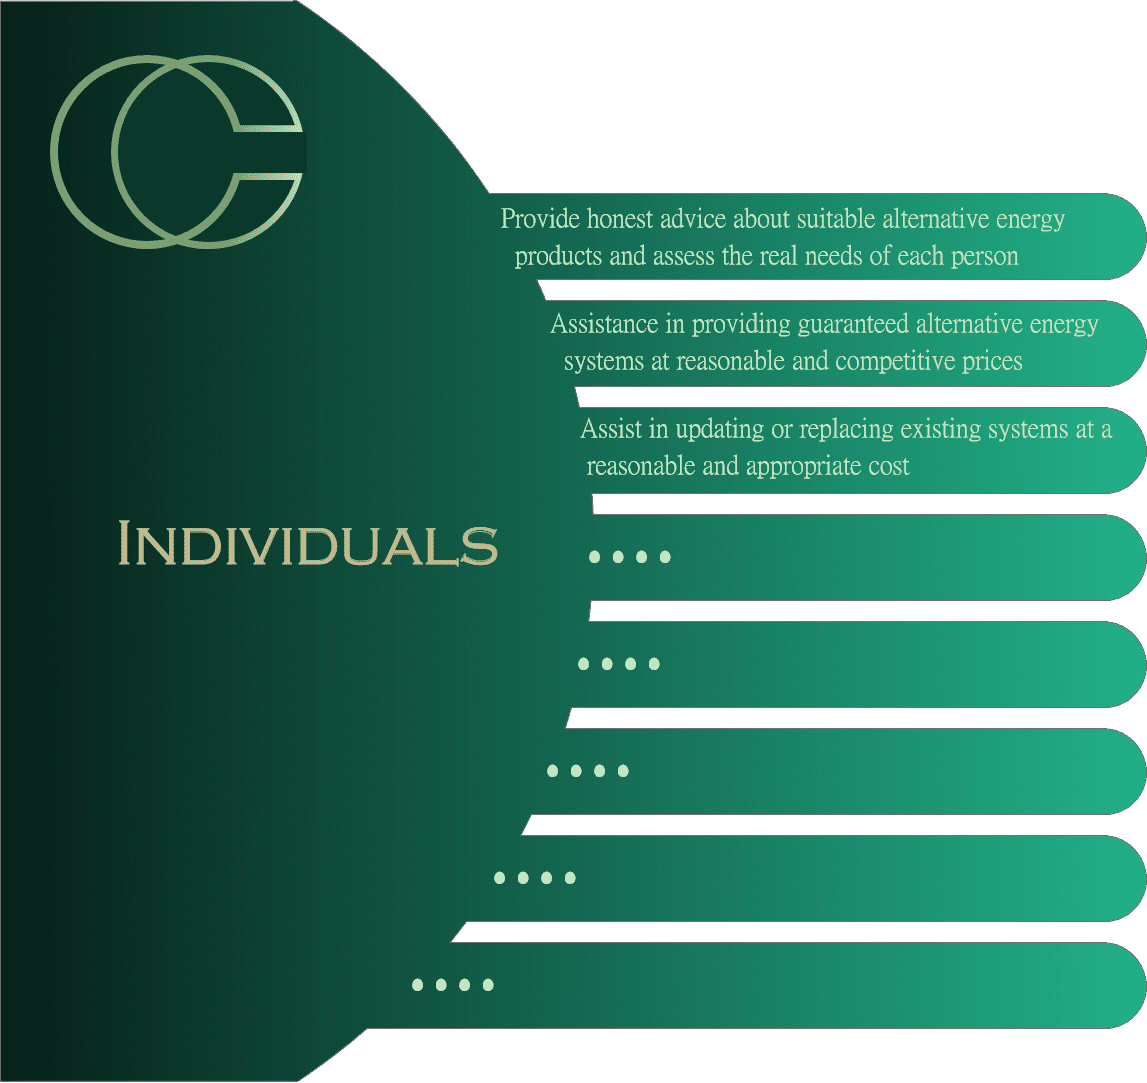 Provide honest advice about suitable alternative energy
products and assess the real needs of each person
Assistance in providing guaranteed alternative energy
systems at reasonable and competitive prices
Assist in updating or replacing existing systems at a
reasonable and appropriate cost
Individuals
....
....
....
....
....